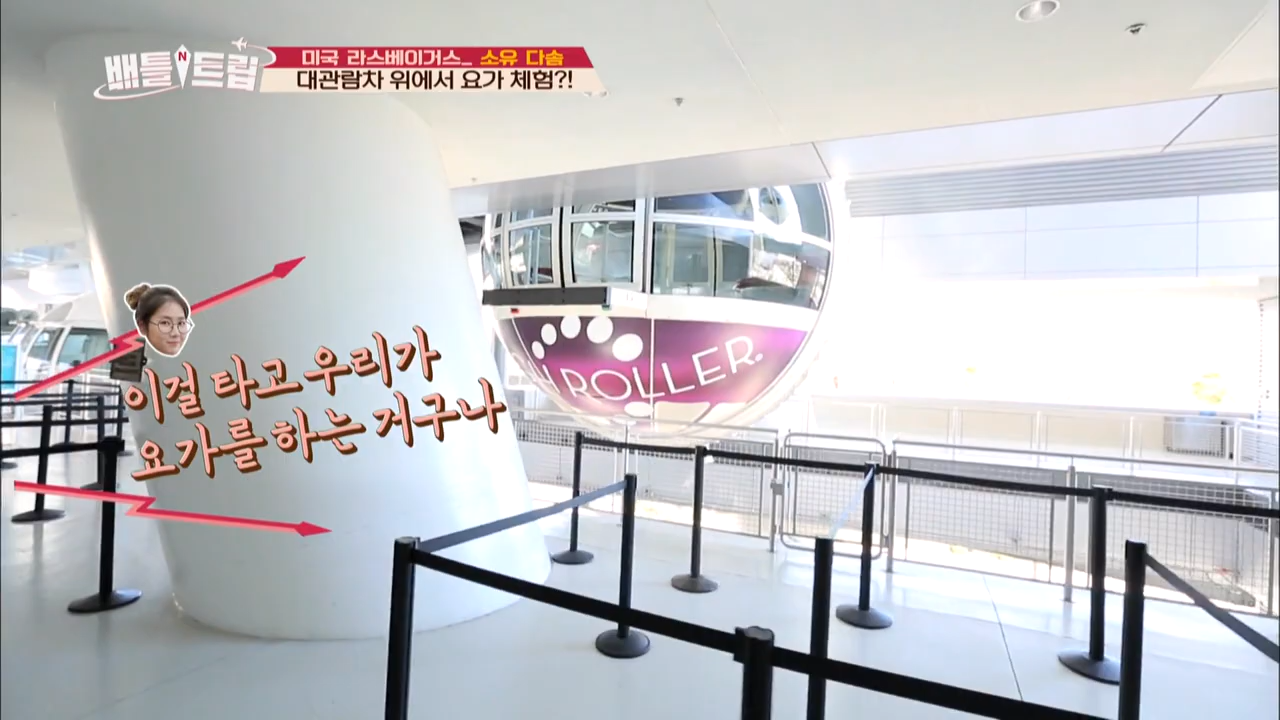 배틀 N 트립
미국 라스베이거스_ 소유 다솜
대관람차 위에서 요가 체험?!
이걸 타고 우리가
요가를 하는 거구나
H ROLLER.